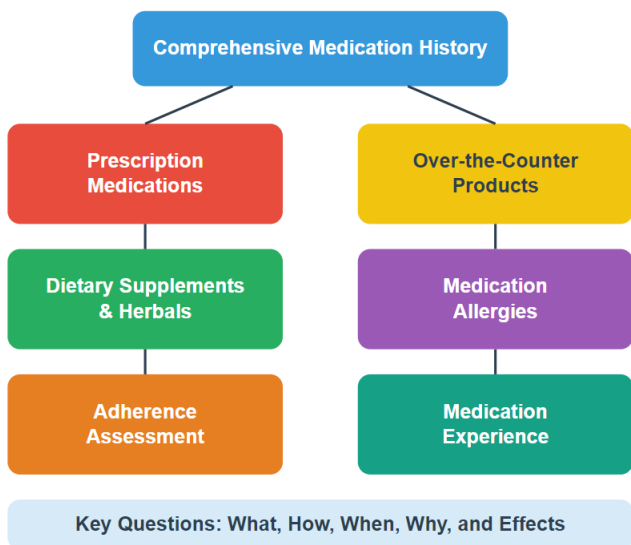 Comprehensive Medication History
Prescription
Medications
Over-the-Counter
Products
Dietary Supplements
& Herbals
Medication
Allergies
Adherence
Assessment
Medication
Experience
Key Questions: What, How, When, Why, and Effects